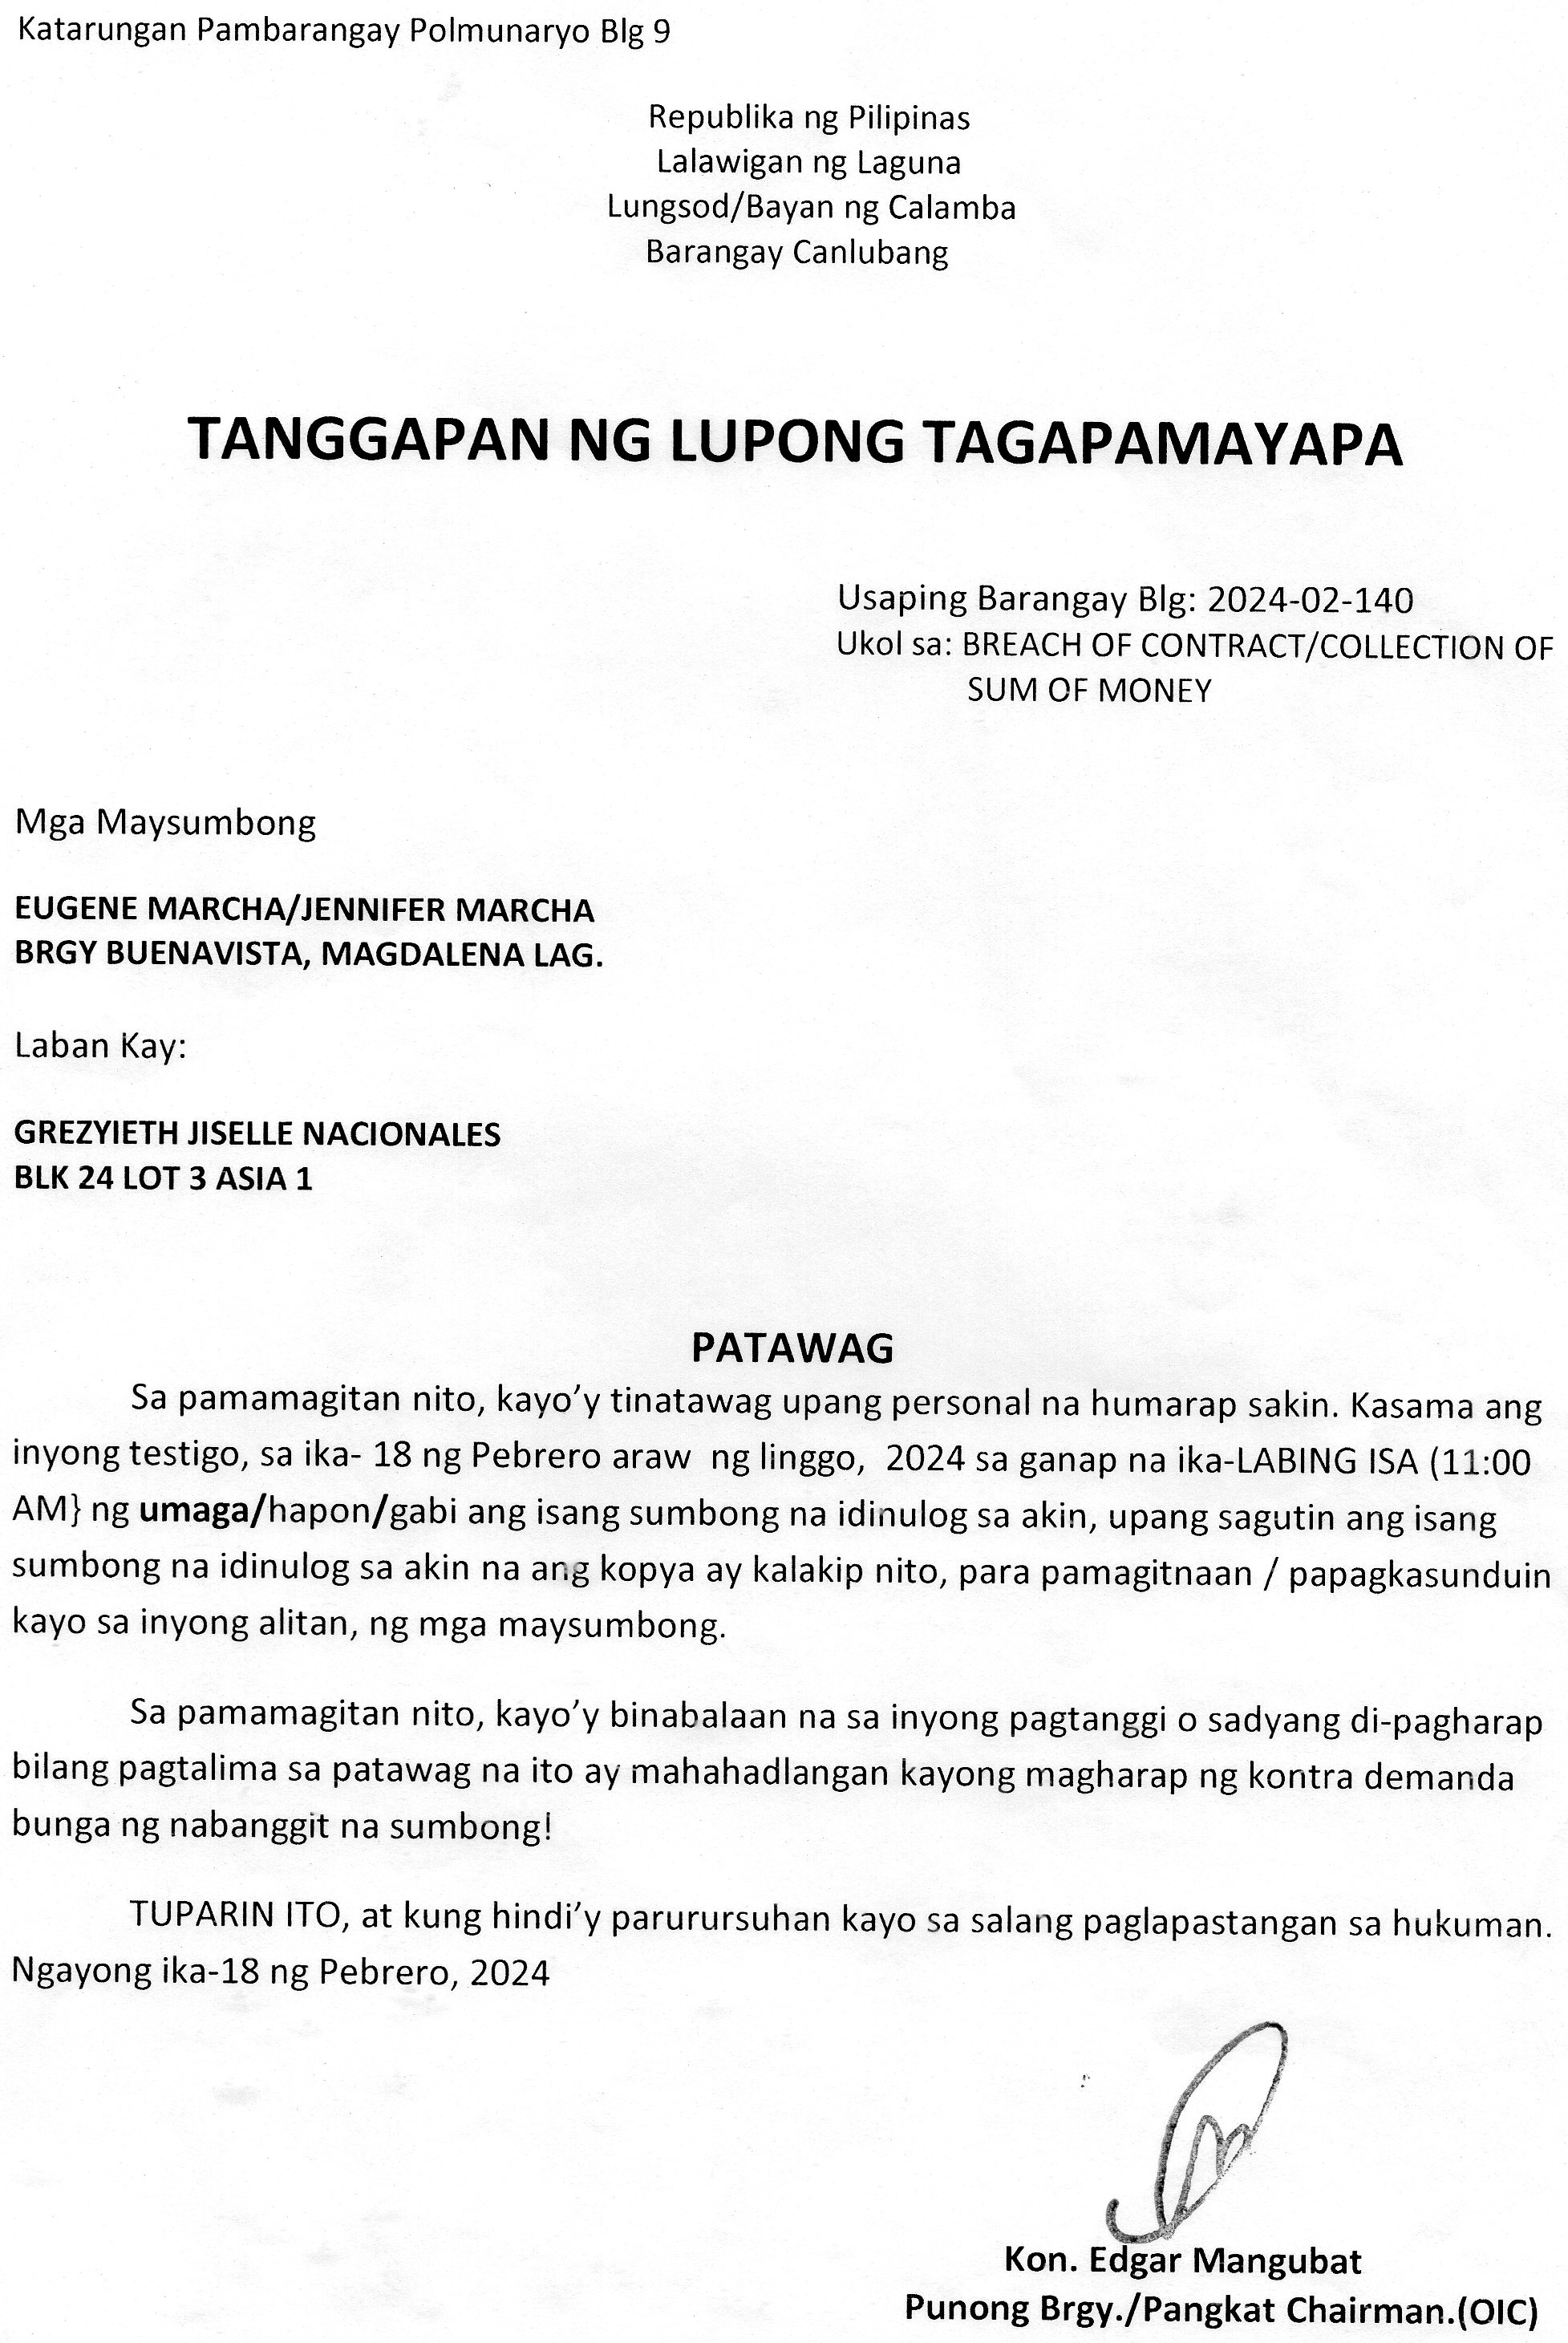 Katarungan Pambarangay Polmunaryo Blg 9
Republika ng Pilipinas
Lalawigan ng Laguna
Lungsod/Bayan ng Calamba
Barangay Canlubang
TANGGAPAN NG LUPONG TAGAPAMAYAPA
Usaping Barangay Blg: 2024-02-140
Ukol sa: BREACH OF CONTRACT/COLLECTION OF
SUM OF MONEY
Mga Maysumbong
EUGENE MARCHA/JENNIFER MARCHA
BRGY BUENAVISTA, MAGDALENA LAG.
Laban Kay:
GREZYIETH JISELLE NACIONALES
BLK 24 LOT 3 ASIA 1
PATAWAG
Sa pamamagitan nito, kayo'y tinatawag upang personal na humarap sakin. Kasama ang
inyong testigo, sa ika- 18 ng Pebrero araw  ng linggo,  2024 sa ganap na ika-LABING ISA (11:00
AM} ng umaga/hapon/gabi ang isang sumbong na idinulog sa akin, upang sagutin ang isang
sumbong na idinulog sa akin na ang kopya ay kalakip nito, para pamagitnaan / papagkasunduin
kayo sa inyong alitan, ng mga maysumbong.
Sa pamamagitan nito, kayo'y binabalaan na sa inyong pagtanggi o sadyang di-pagharap
bilang pagtalima sa patawag na ito ay mahahadlangan kayong magharap ng kontra demanda
bunga ng nabanggit na sumbong!
TUPARIN ITO, at kung hindi'y parurursuhan kayo sa salang paglapastangan sa hukuman.
Ngayong ika-18 ng Pebrero, 2024
Kon. Edgar Mangubat
Punong Brgy./Pangkat Chairman.(OIC)